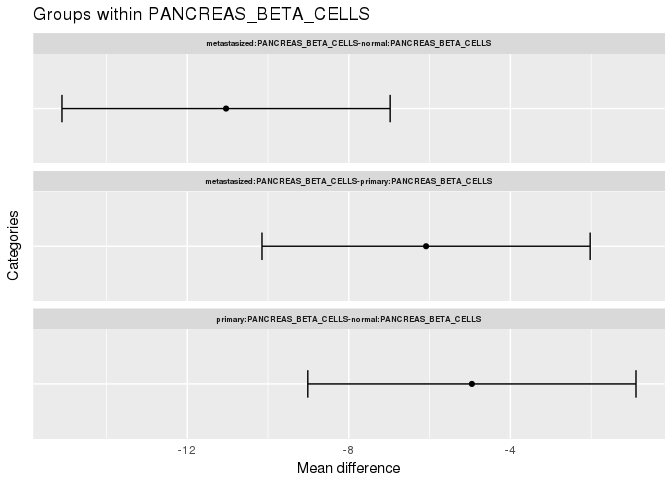 Groups within PANCREAS_BETA_CELLS
metastasized:PANCREAS_BETA_CELLS-normal:PANCREAS_BETA_CELLS
metastasized:PANCREAS_BETA_CELLS-primary:PANCREAS_BETA_CELLS
Categories
primary:PANCREAS_BETA_CELLS-normal:PANCREAS_BETA_CELLS
-12 -8 -4
Mean difference